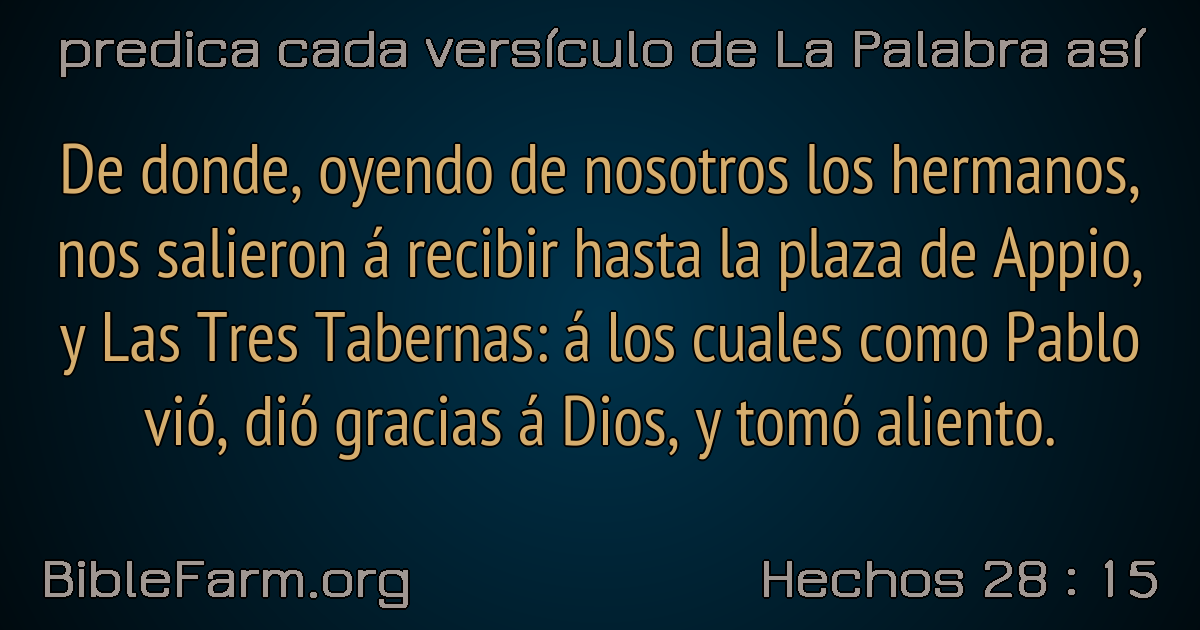 predica cada versículo de La Palabra así
De donde, oyendo de nosotros los hermanos,
nos salieron á recibir hasta la plaza de Appio,
y Las Tres Tabernas: á los cuales como Pablo
vió, dió gracias á Dios, y tomó aliento.
BibleFarm.org
Hechos 28 : 15